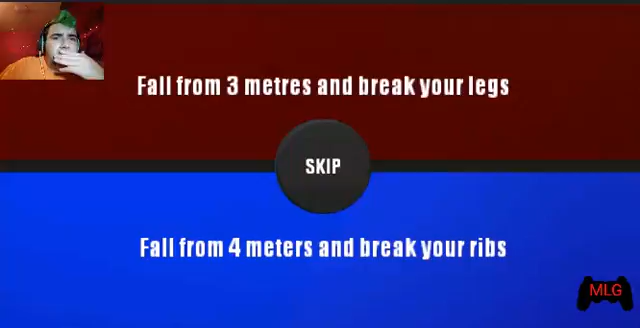 Fall from 3 metres and break your legs
SKIP
Fall from 4 meters and break your ribs
MLG